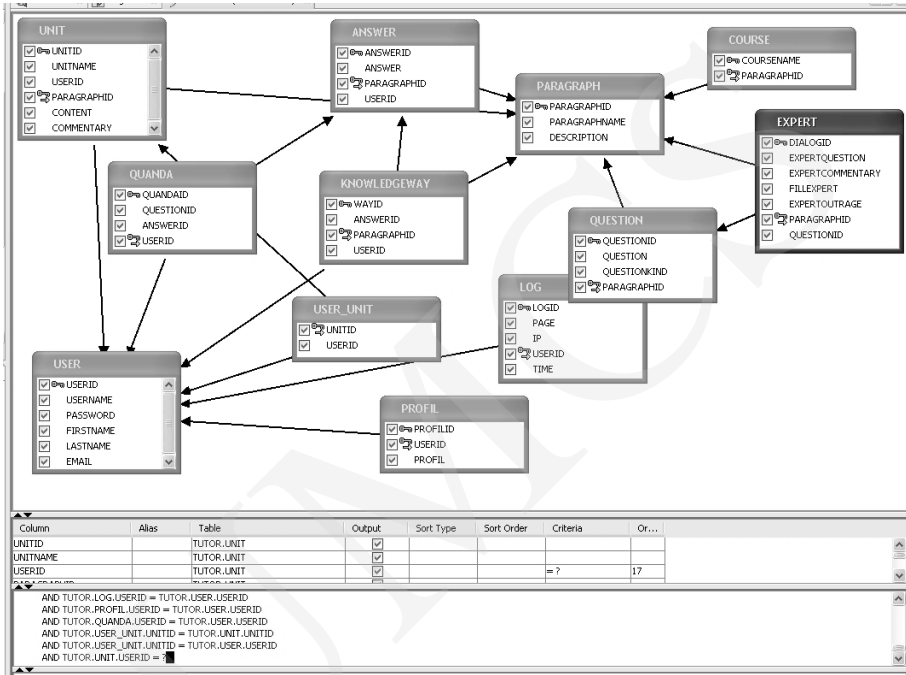 UNIT
UNITID
UNITNAME
USERID
PARAGRAPHID
CONTENT
COMMENTARY
ANSWER
ANSWERID
ANSWER
PARAGRAPHID
USERID
PARAGRAPH
PARAGRAPHID
PARAGRAPHNAME
DESCRIPTION
COURSE
COURSENAME
PARAGRAPHID
EXPERT
DIALOGID
EXPERTQUESTION
EXPERTCOMMENTARY
FILLEXPERT
EXPERTOUTRAGE
PARAGRAPHID
QUESTIONID
QUANDA
QUANDAID
QUESTIONID
ANSWERID
USERID
KNOWLEDGEWAY
WAYID
ANSWERID
PARAGRAPHID
USERID
QUESTION
QUESTIONID
QUESTION
QUESTIONKIND
PARAGRAPHID
LOG
LOGID
PAGE
IP
USERID
TIME
USER_UNIT
UNITID
USERID
USER
USERID
USERNAME
PASSWORD
FIRSTNAME
LASTNAME
EMAIL
PROFIL
PROFILID
USERID
PROFIL
Column Alias Table Output Sort Type Sort Order Criteria Or...
UNITID TUTOR.UNIT
UNITNAME TUTOR.UNIT
USERID TUTOR.UNIT = ? 17
PARAGRAPHID TUTOR.UNIT
AND TUTOR.LOG.USERID = TUTOR.USER.USERID
AND TUTOR.PROFIL.USERID = TUTOR.USER.USERID
AND TUTOR.QUANDA.USERID = TUTOR.USER.USERID
AND TUTOR.USER_UNIT.UNITID = TUTOR.UNIT.UNITID
AND TUTOR.USER_UNIT.UNITID = TUTOR.USER.USERID
AND TUTOR.UNIT.USERID = ?
UMCS